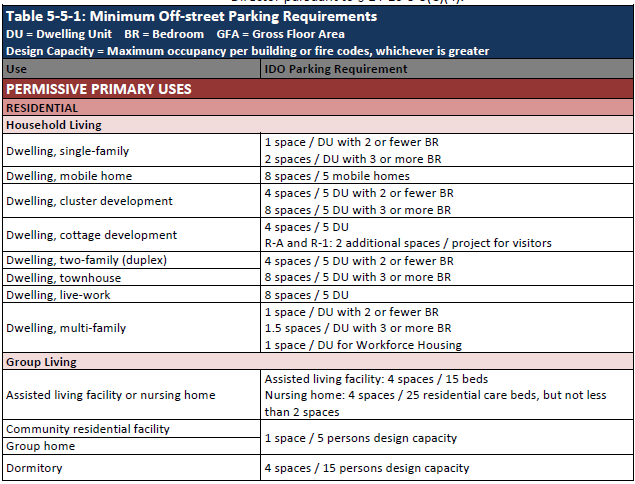 Table 5-5-1: Minimum Off-street Parking Requirements
DU = Dwelling Unit BR = Bedroom GFA = Gross Floor Area
Design Capacity = Maximum occupancy per building or fire codes, whichever is greater
Use IDO Parking Requirement
PERMISSIVE PRIMARY USES
RESIDENTIAL
Household Living
Dwelling, single-family
1 space / DU with 2 or fewer BR
2 spaces / DU with 3 or more BR
Dwelling, mobile home 8 spaces / 5 mobile homes
Dwelling, cluster development
4 spaces / 5 DU with 2 or fewer BR
8 spaces / 5 DU with 3 or more BR
Dwelling, cottage development
4 spaces / 5 DU
R-A and R-1: 2 additional spaces / project for visitors
Dwelling, two-family (duplex)
Dwelling, townhouse
4 spaces / 5 DU with 2 or fewer BR
8 spaces / 5 DU with 3 or more BR
Dwelling, live-work 8 spaces / 5 DU
Dwelling, multi-family
1 space / DU with 2 or fewer BR
1.5 spaces / DU with 3 or more BR
1 space / DU for Workforce Housing
Group Living
Assisted living facility or nursing home
Assisted living facility: 4 spaces / 15 beds
Nursing home: 4 spaces / 25 residential care beds, but not less
than 2 spaces
Community residential facility
Group home
1 space / 5 persons design capacity
Dormitory 4 spaces / 15 persons design capacity